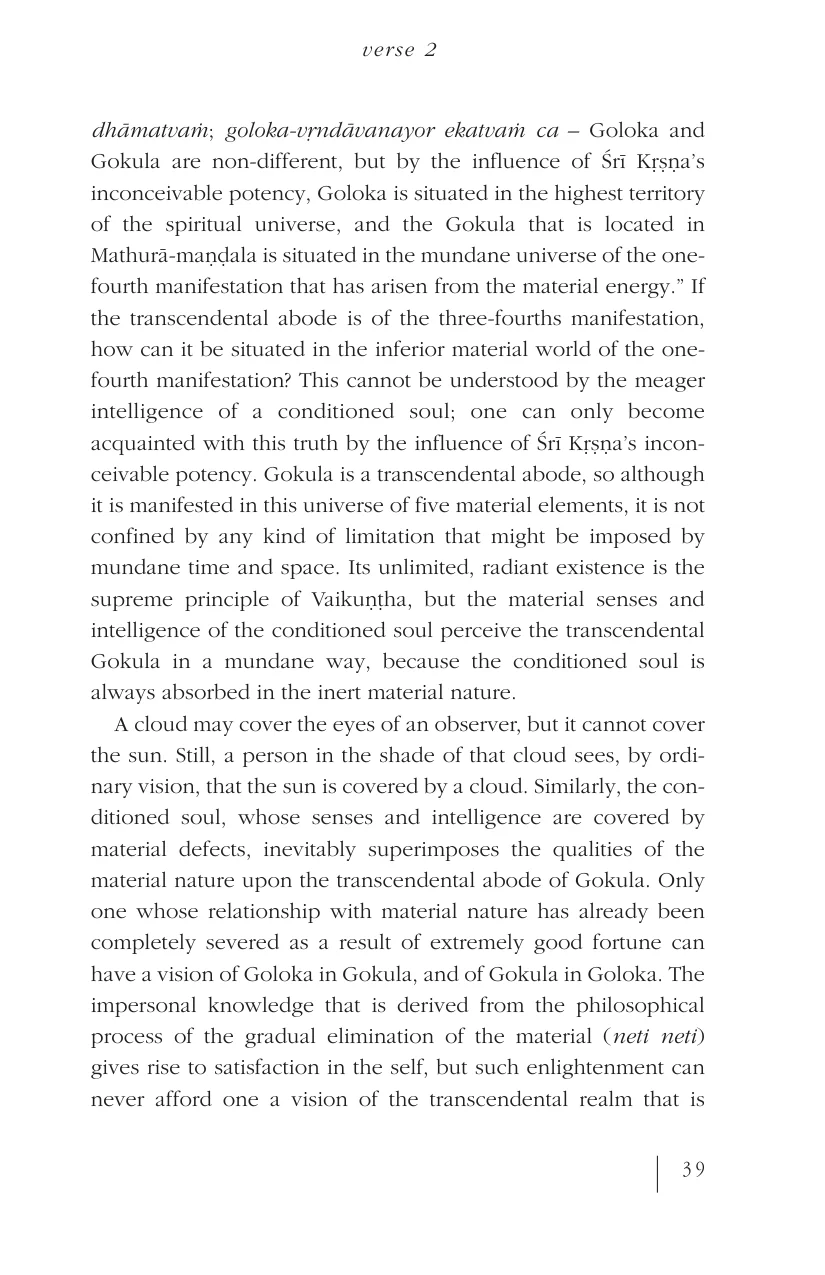 verse 2
dhāmatvaṁ; goloka-vṛndāvanayor ekatvaṁ ca – Goloka and
Gokula are non-different, but by the influence of Śrī Kṛṣṇa’s
inconceivable potency, Goloka is situated in the highest territory
of the spiritual universe, and the Gokula that is located in
Mathurā-maṇḍala is situated in the mundane universe of the one-
fourth manifestation that has arisen from the material energy.” If
the transcendental abode is of the three-fourths manifestation,
how can it be situated in the inferior material world of the one-
fourth manifestation? This cannot be understood by the meager
intelligence of a conditioned soul; one can only become
acquainted with this truth by the influence of Śrī Kṛṣṇa’s incon-
ceivable potency. Gokula is a transcendental abode, so although
it is manifested in this universe of five material elements, it is not
confined by any kind of limitation that might be imposed by
mundane time and space. Its unlimited, radiant existence is the
supreme principle of Vaikuṇṭha, but the material senses and
intelligence of the conditioned soul perceive the transcendental
Gokula in a mundane way, because the conditioned soul is
always absorbed in the inert material nature.
A cloud may cover the eyes of an observer, but it cannot cover
the sun. Still, a person in the shade of that cloud sees, by ordi-
nary vision, that the sun is covered by a cloud. Similarly, the con-
ditioned soul, whose senses and intelligence are covered by
material defects, inevitably superimposes the qualities of the
material nature upon the transcendental abode of Gokula. Only
one whose relationship with material nature has already been
completely severed as a result of extremely good fortune can
have a vision of Goloka in Gokula, and of Gokula in Goloka. The
impersonal knowledge that is derived from the philosophical
process of the gradual elimination of the material (neti neti)
gives rise to satisfaction in the self, but such enlightenment can
never afford one a vision of the transcendental realm that is
39